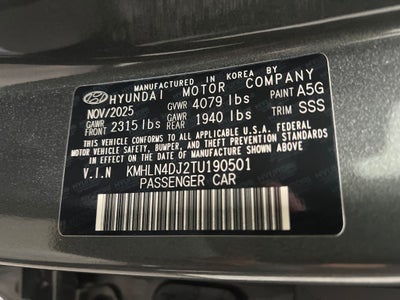 MANUFACTURED IN KOREA BY
HYUNDAI MOTOR COMPANY
NOV/2025 GVWR 4079 lbs PAINT A5G
GAWR FRONT 2315 lbs GAWR REAR 1940 lbs TRIM SSS
THIS VEHICLE CONFORMS TO ALL APPLICABLE U.S.A. FEDERAL
MOTOR VEHICLE SAFETY, BUMPER, AND THEFT PREVENTION
STANDARDS IN EFFECT ON THE DATE OF MANUFACTURE SHOWN ABOVE.
V.I.N KMHLN4DJ2TU190501
PASSENGER CAR